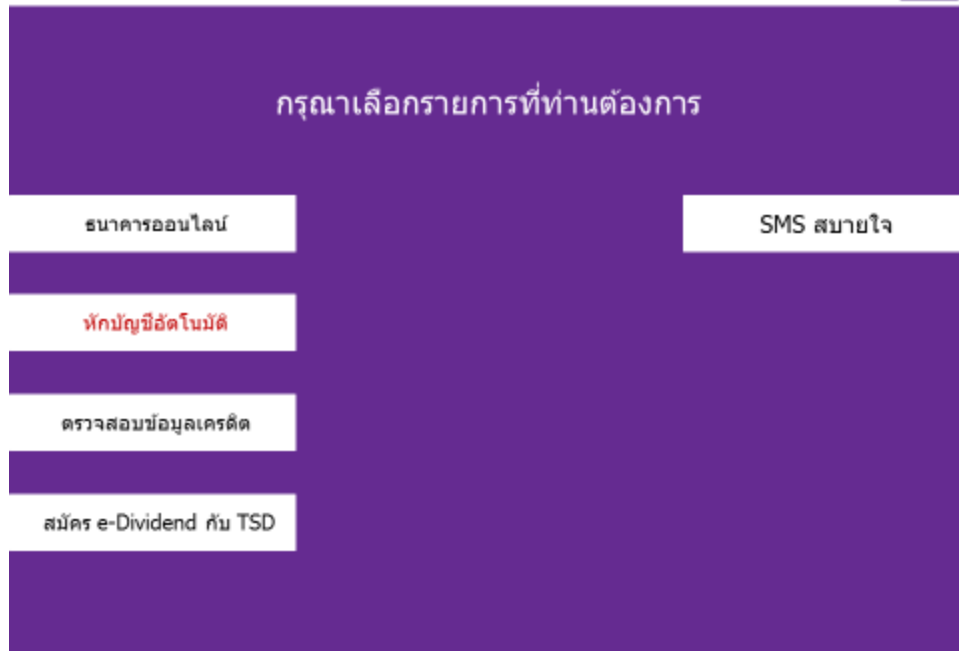 กรุณาเลือกรายการที่ท่านต้องการ
ธนาคารออนไลน์
SMS สบายใจ
หักบัญชีอัตโนมัติ
ตรวจสอบข้อมูลเครดิต
สมัคร e-Dividend กับ TSD